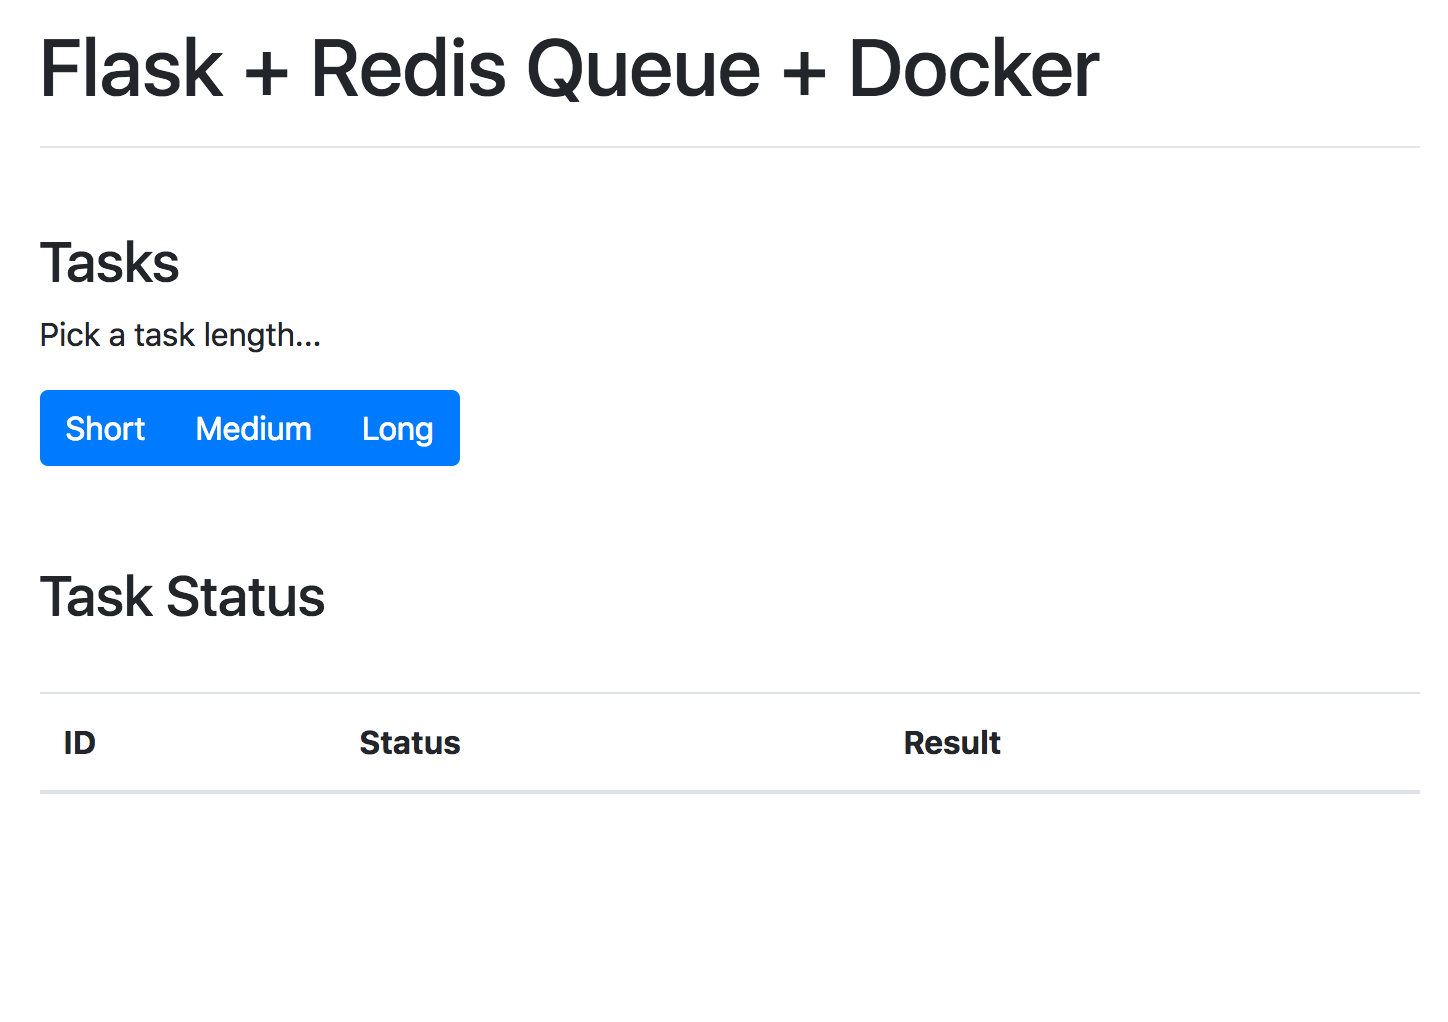 Flask + Redis Queue + Docker
Tasks
Pick a task length...
Short Medium Long
Task Status
ID Status Result